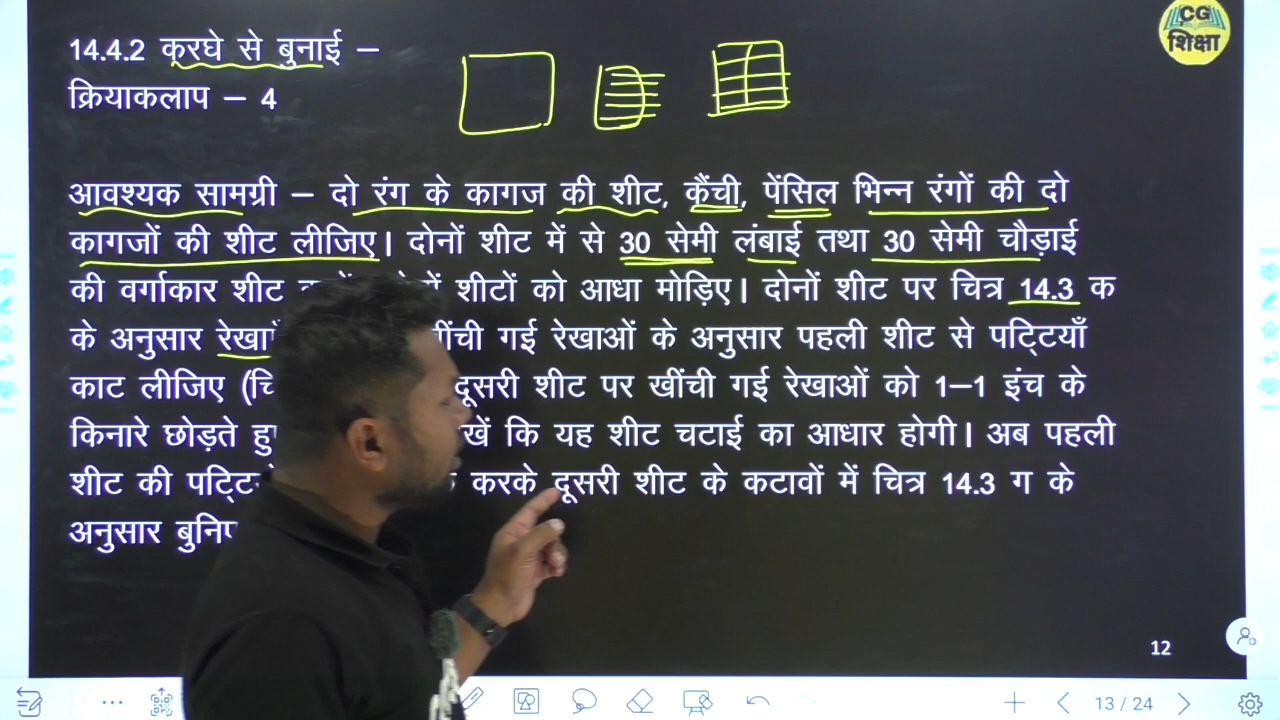 CG
शिक्षा
14.4.2 करघे से बुनाई –
क्रियाकलाप – 4
आवश्यक सामग्री – दो रंग के कागज की शीट, कैंची, पेंसिल भिन्न रंगों की दो
कागजों की शीट लीजिए। दोनों शीट में से 30 सेमी लंबाई तथा 30 सेमी चौड़ाई
की वर्गाकार शीट शीटों को आधा मोड़िए। दोनों शीट पर चित्र 14.3 क
के अनुसार गई रेखाओं के अनुसार पहली शीट से पट्टियाँ
काट लीजिए दूसरी शीट पर खींची गई रेखाओं को 1–1 इंच के
किनारे छोड़ते कि यह शीट चटाई का आधार होगी। अब पहली
शीट की करके दूसरी शीट के कटावों में चित्र 14.3 ग के
अनुसार
12
13 / 24